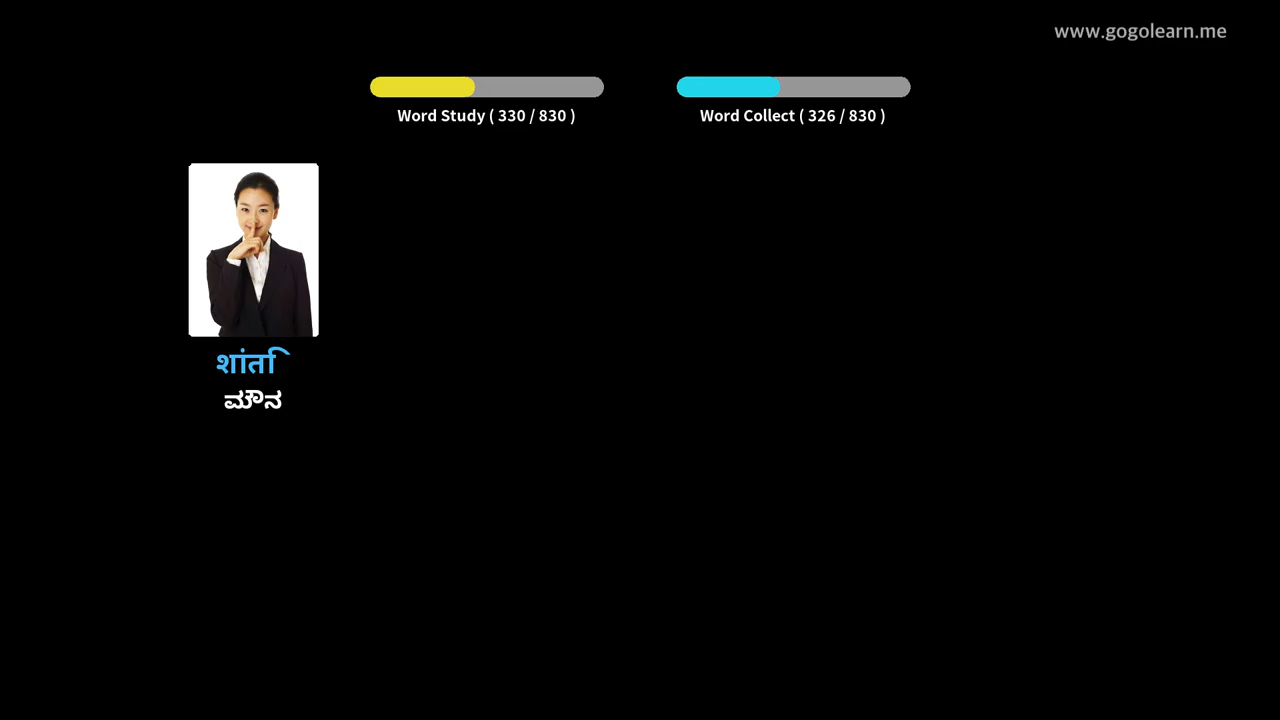 www.gogolearn.me
Word Study ( 330 / 830 )
Word Collect ( 326 / 830 )
शांति
ಮೌನ